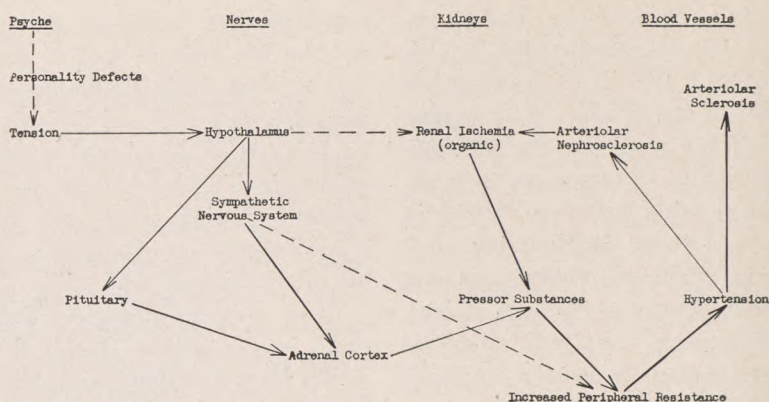 Psyche
Nerves
Kidneys
Blood Vessels
Personality Defects
Arteriolar
Sclerosis
Tension
Hypothalamus
Renal Ischemia
(organic)
Arteriolar
Nephrosclerosis
Sympathetic
Nervous System
Pituitary
Pressor Substances
Hypertension
Adrenal Cortex
Increased Peripheral Resistance